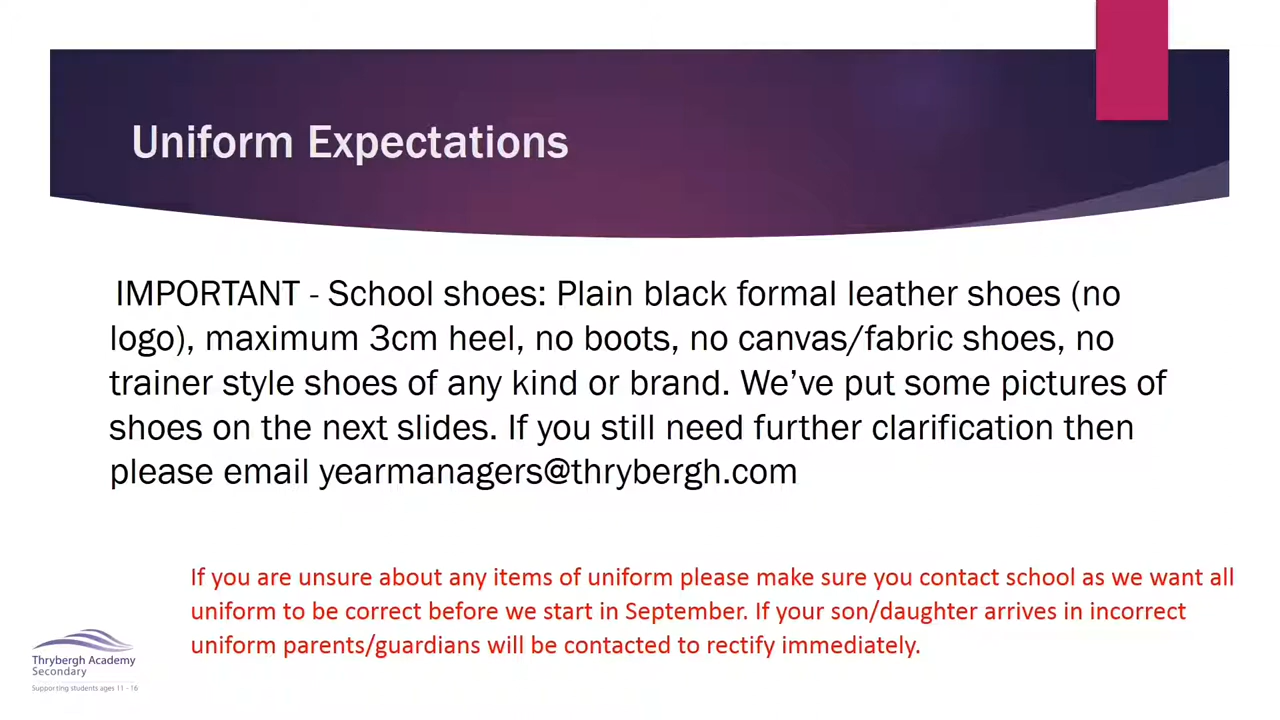 Uniform Expectations
IMPORTANT - School shoes: Plain black formal leather shoes (no
logo), maximum 3cm heel, no boots, no canvas/fabric shoes, no
trainer style shoes of any kind or brand. We’ve put some pictures of
shoes on the next slides. If you still need further clarification then
please email yearmanagers@thrybergh.com
If you are unsure about any items of uniform please make sure you contact school as we want all
uniform to be correct before we start in September. If your son/daughter arrives in incorrect
uniform parents/guardians will be contacted to rectify immediately.
Thrybergh Academy
Secondary
Supporting students ages 11 - 16